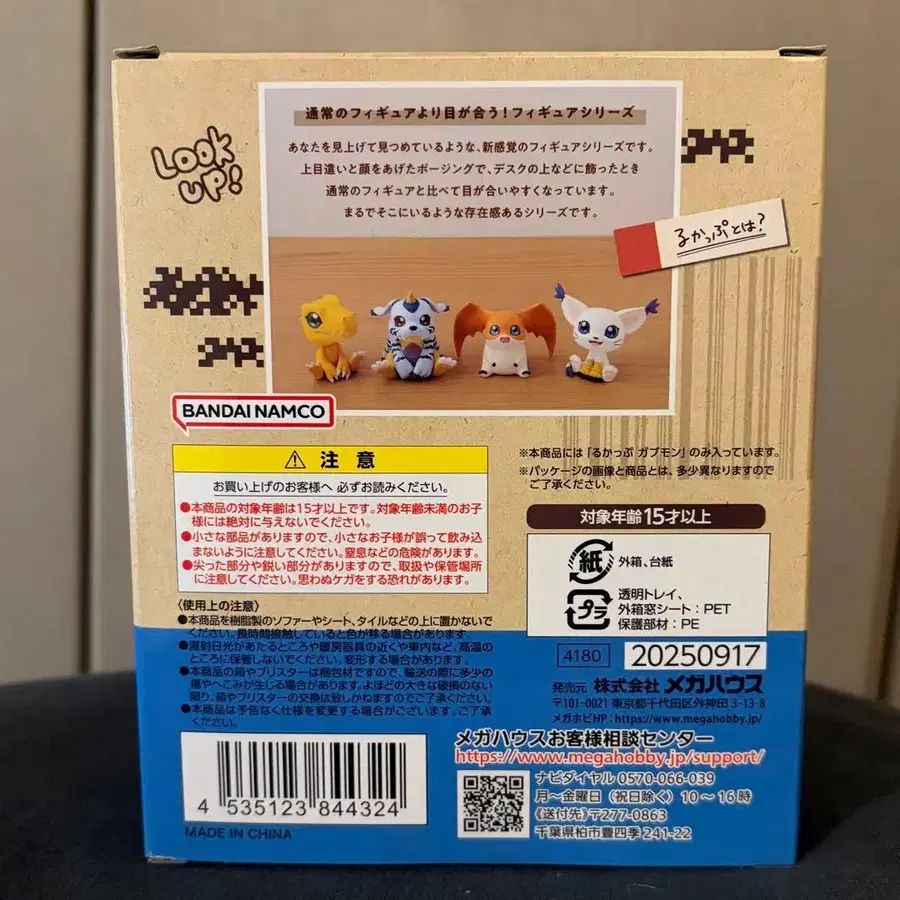 Look UP!
通常のフィギュアより目が合う！フィギュアシリーズ
あなたを見上げて見つめているような、新感覚のフィギュアシリーズです。
上目遣いと顔をあげたポージングで、デスクの上などに飾ったとき
通常のフィギュアと比べて目が合いやすくなっています。
まるでそこにいるような存在感あるシリーズです。
るかっぷとは？
BANDAI NAMCO
⚠ 注意
お買い上げのお客様へ 必ずお読みください。
●本商品の対象年齢は15才以上です。対象年齢未満のお子
様には絶対に与えないでください。
●小さな部品がありますので、小さなお子様が誤って飲み込
まないように注意してください。窒息などの危険があります。
●尖った部分や鋭い部分がありますので、取扱や保管場所
に注意してください。思わぬケガをする恐れがあります。
〈使用上の注意〉
●本商品を樹脂製のソファーやシート、タイルなどの上に置かないで
ください。長時間接触していると色が移る場合があります。
●直射日光があたるところや暖房器具の近くや車内など、高温の
ところに保管しないでください。変形する場合があります。
●本商品の箱やブリスターは梱包材ですので、輸送の際に多少の
傷やへこみが生じる場合があります。よほどの大きな破損のない
限り、箱やブリスターの交換は致しかねますのでご了承ください。
●本商品は予告なく仕様を変更する場合がございます。ご了承
ください。
4 535123 844324
MADE IN CHINA
※本商品には「るかっぷ ガブモン」のみ入っています。
※パッケージの画像と商品とは、多少異なりますので
ご了承ください。
対象年齢15才以上
紙 外箱、台紙
プラ 透明トレイ、
外箱窓シート：PET
保護部材：PE
4180 20250917
発売元 株式会社 メガハウス
〒101-0021 東京都千代田区外神田 3-13-8
メガホビHP：https://www.megahobby.jp/
メガハウスお客様相談センター
https://www.megahobby.jp/support/
ナビダイヤル 0570-066-039
月～金曜日（祝日除く）10～16時
《送付先》〒277-0863
千葉県柏市豊四季 241-22